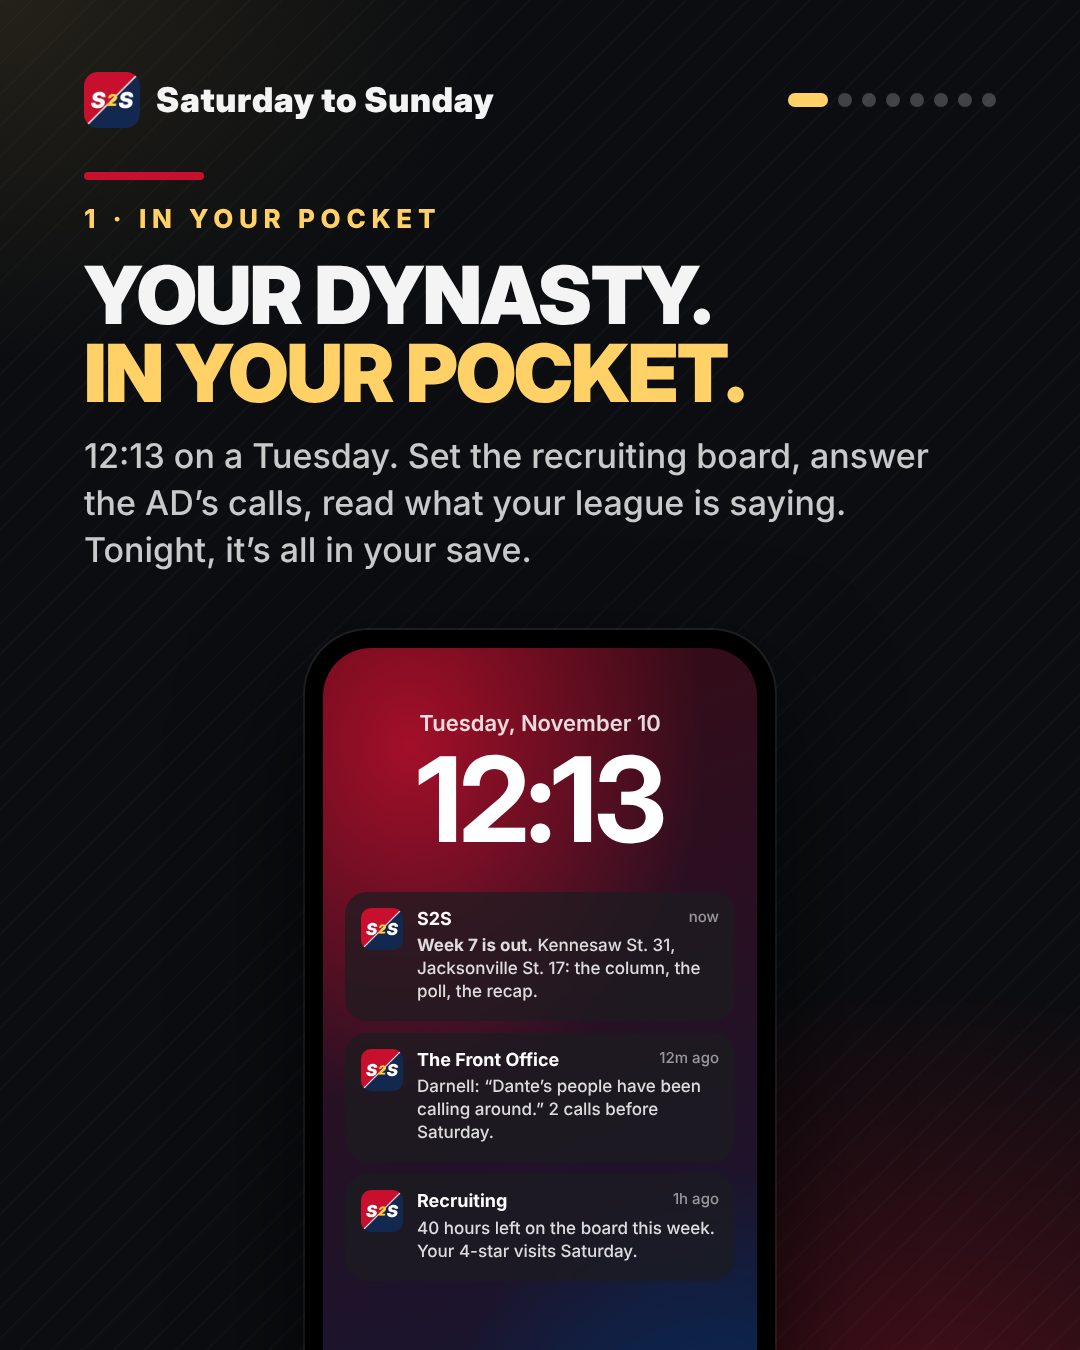 S2S Saturday to Sunday
1 · IN YOUR POCKET
YOUR DYNASTY.
IN YOUR POCKET.
12:13 on a Tuesday. Set the recruiting board, answer
the AD’s calls, read what your league is saying.
Tonight, it’s all in your save.
Tuesday, November 10
12:13
S2S
S2S now
Week 7 is out. Kennesaw St. 31,
Jacksonville St. 17: the column, the
poll, the recap.
S2S
The Front Office 12m ago
Darnell: “Dante’s people have been
calling around.” 2 calls before
Saturday.
S2S
Recruiting 1h ago
40 hours left on the board this week.
Your 4-star visits Saturday.